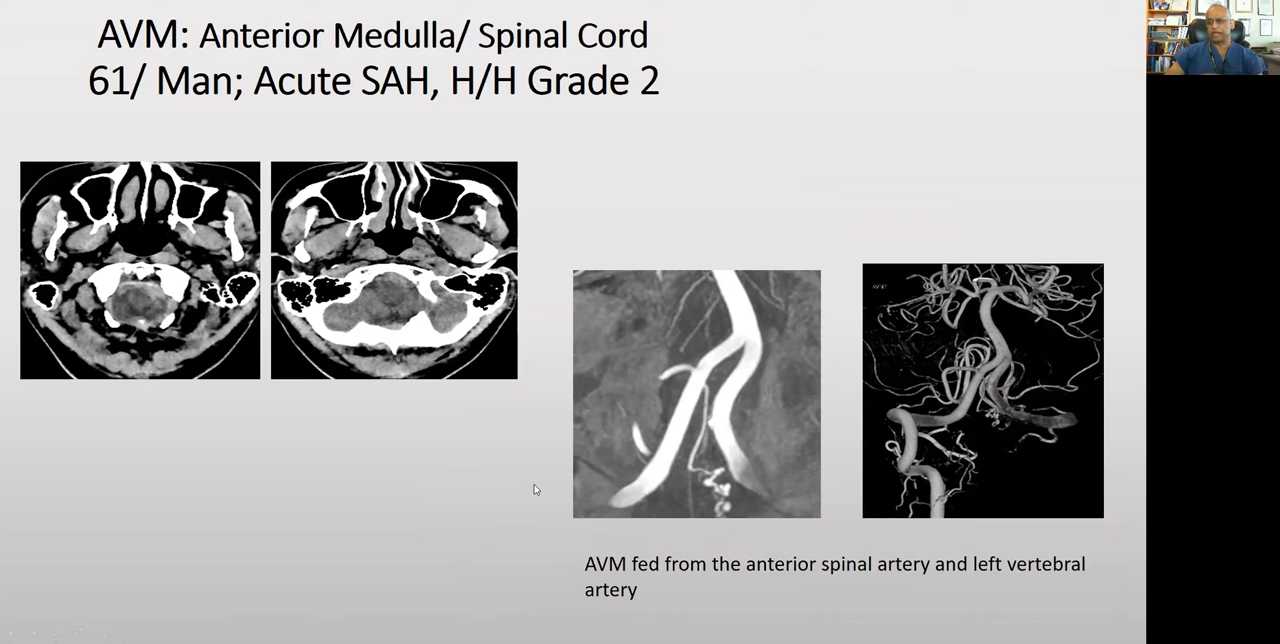 AVM: Anterior Medulla/ Spinal Cord
61/ Man; Acute SAH, H/H Grade 2
AVM fed from the anterior spinal artery and left vertebral
artery